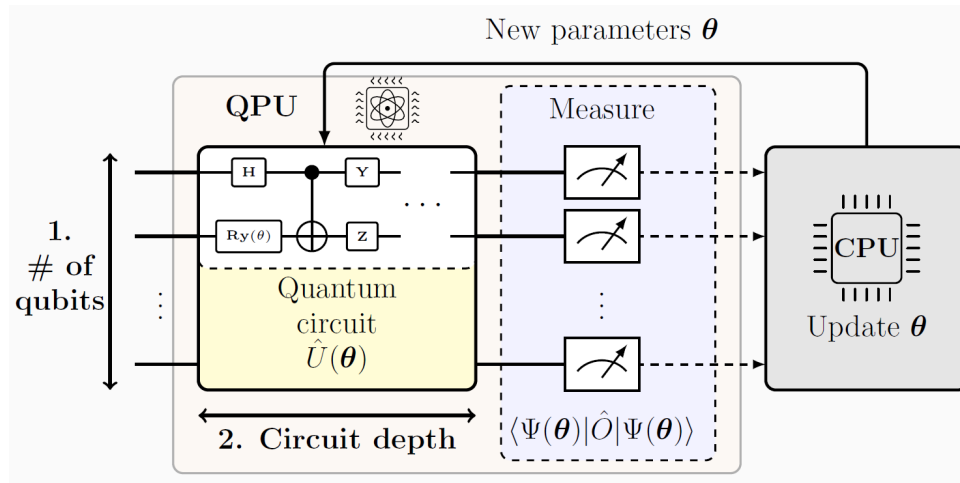 New parameters θ
QPU
Measure
H
Y
1.
# of
qubits
Ry(θ)
Z
· · ·
CPU
Update θ
Quantum
circuit
Û(θ)
2. Circuit depth
⟨Ψ(θ)|Ô|Ψ(θ)⟩